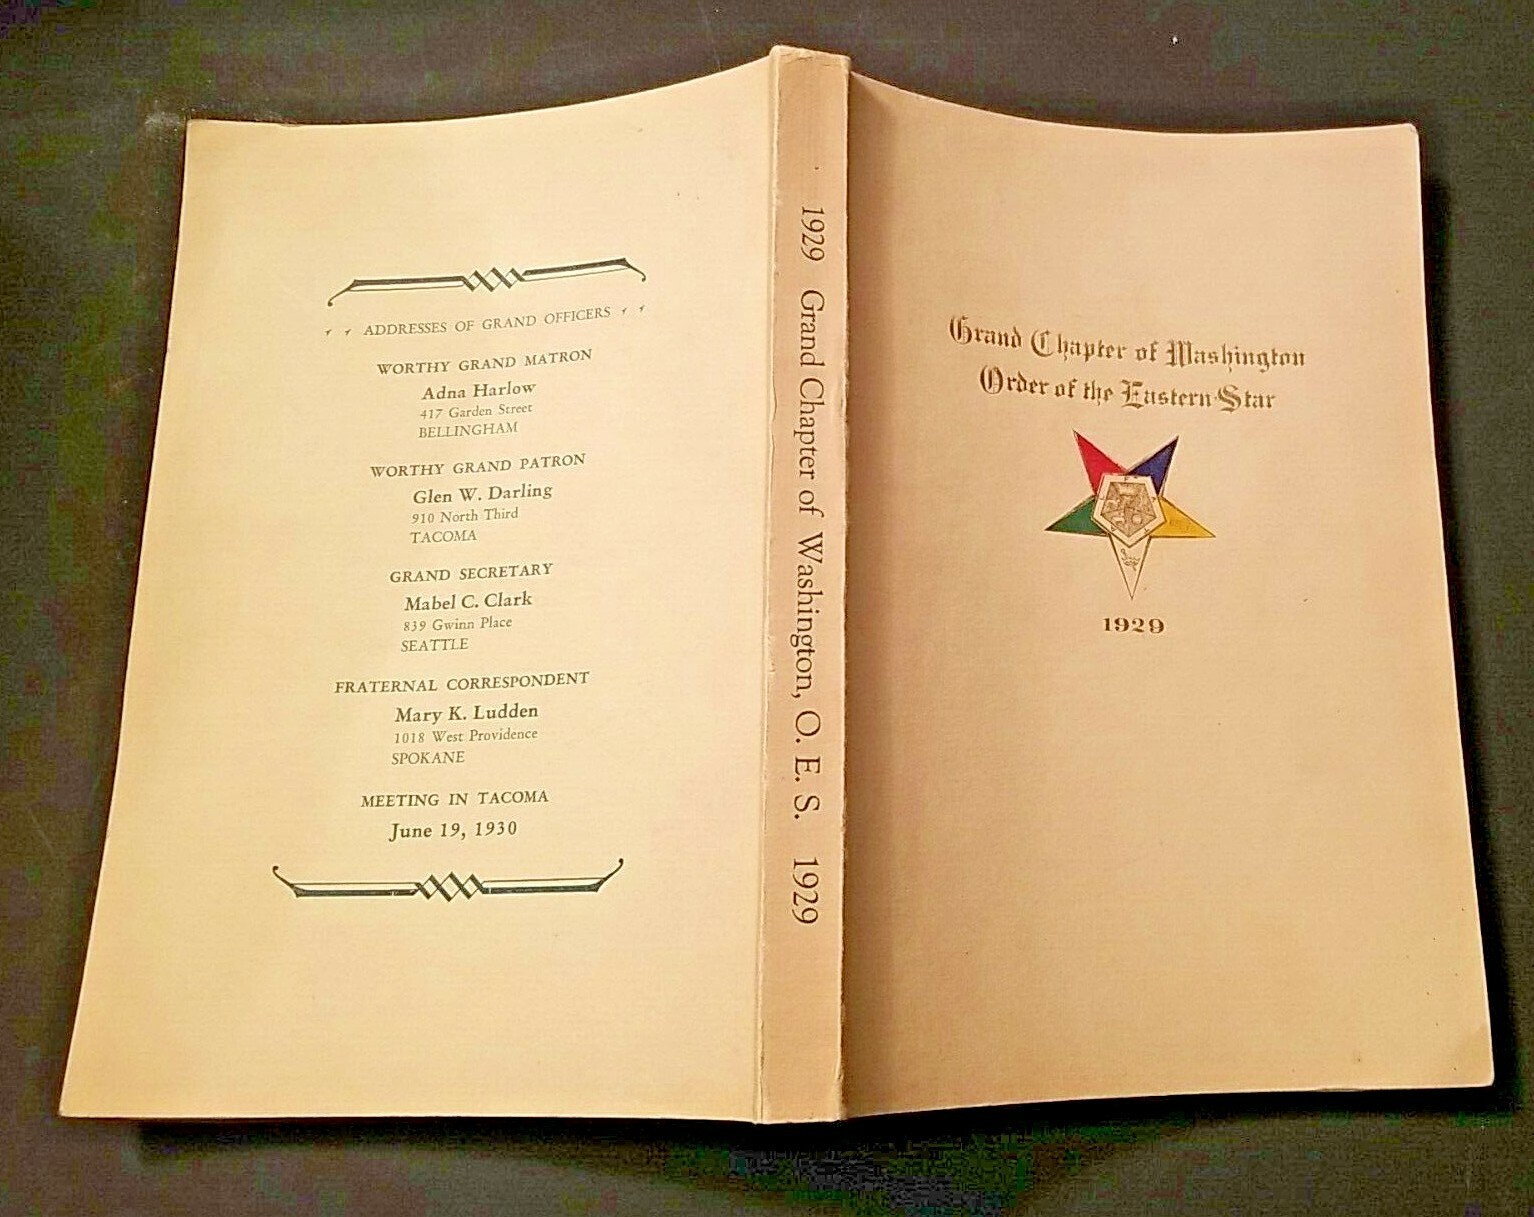 ADDRESSES OF GRAND OFFICERS
WORTHY GRAND MATRON
Adna Harlow
417 Garden Street
BELLINGHAM
WORTHY GRAND PATRON
Glen W. Darling
910 North Third
TACOMA
GRAND SECRETARY
Mabel C. Clark
839 Gwinn Place
SEATTLE
FRATERNAL CORRESPONDENT
Mary K. Ludden
1018 West Providence
SPOKANE
MEETING IN TACOMA
June 19, 1930
1929 Grand Chapter of Washington, O. E. S. 1929
Grand Chapter of Washington
Order of the Eastern Star
1929